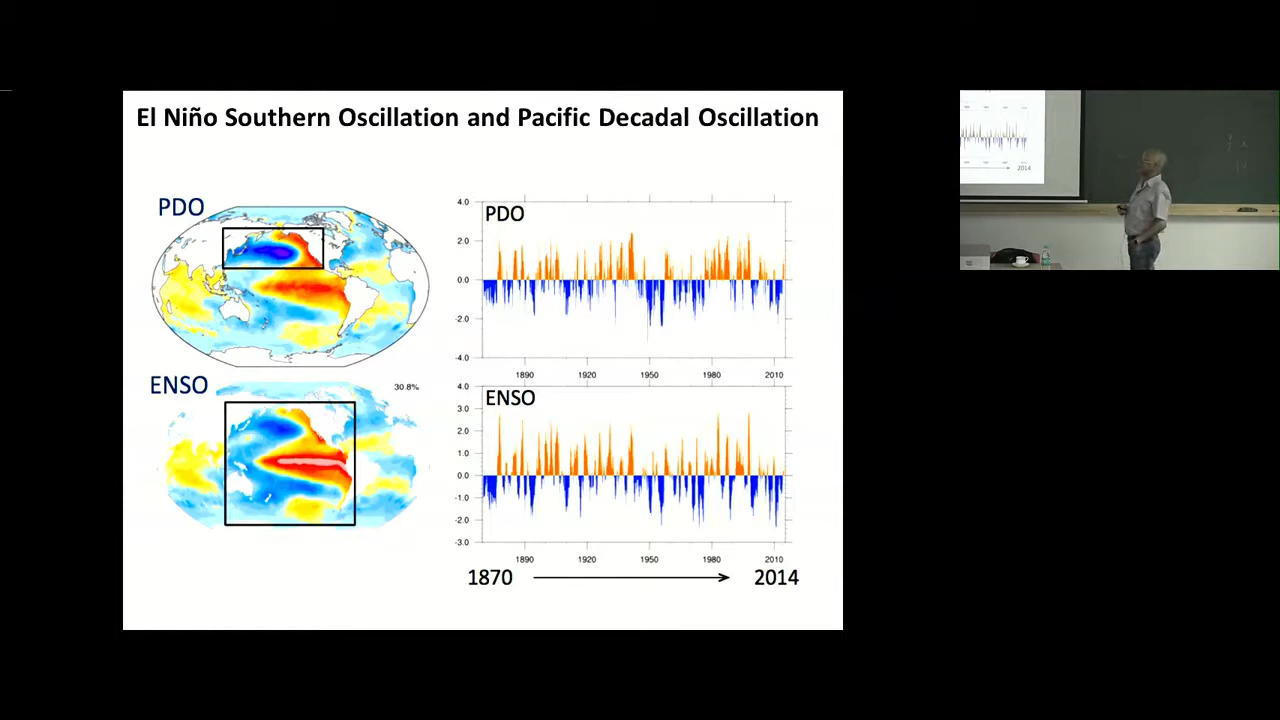 El Niño Southern Oscillation and Pacific Decadal Oscillation
PDO
4.0
PDO
2.0
0.0
-2.0
-4.0
1890 1920 1950 1980 2010
ENSO
30.8%
4.0
ENSO
3.0
2.0
1.0
0.0
-1.0
-2.0
-3.0
1890 1920 1950 1980 2010
1870 2014
2014